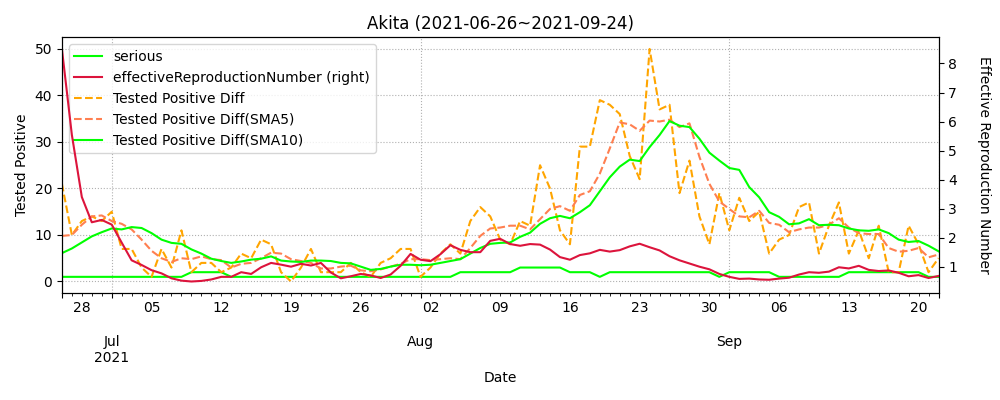 Akita (2021-06-26~2021-09-24)
serious
effectiveReproductionNumber (right)
Tested Positive Diff
Tested Positive Diff(SMA5)
Tested Positive Diff(SMA10)
Tested Positive
50
40
30
20
10
0
Effective Reproduction Number
8
7
6
5
4
3
2
1
28 05 12 19 26 02 09 16 23 30 06 13 20
Jul Aug Sep
2021
Date